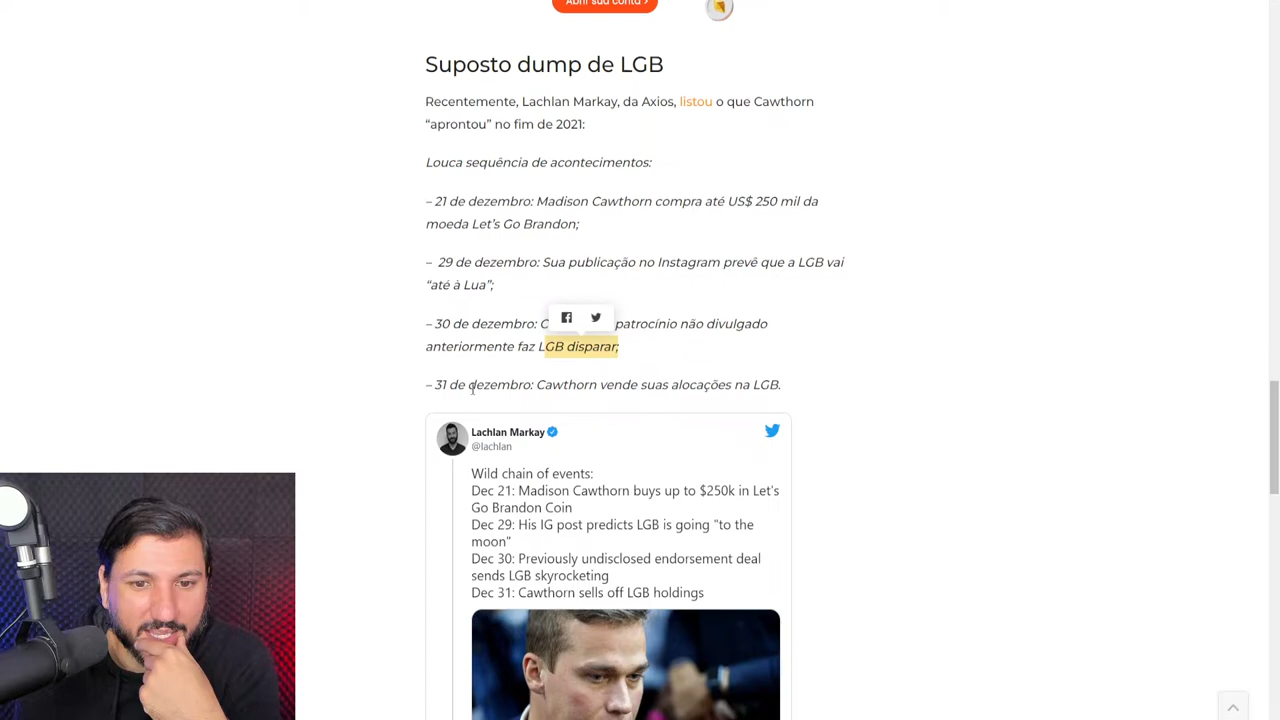 Abrir sua conta >
Suposto dump de LGB
Recentemente, Lachlan Markay, da Axios, listou o que Cawthorn
“aprontou” no fim de 2021:
Louca sequência de acontecimentos:
– 21 de dezembro: Madison Cawthorn compra até US$ 250 mil da
moeda Let’s Go Brandon;
– 29 de dezembro: Sua publicação no Instagram prevê que a LGB vai
“até à Lua”;
– 30 de dezembro: patrocínio não divulgado
anteriormente faz LGB disparar;
– 31 de dezembro: Cawthorn vende suas alocações na LGB.
Lachlan Markay
@lachlan
Wild chain of events:
Dec 21: Madison Cawthorn buys up to $250k in Let's
Go Brandon Coin
Dec 29: His IG post predicts LGB is going "to the
moon"
Dec 30: Previously undisclosed endorsement deal
sends LGB skyrocketing
Dec 31: Cawthorn sells off LGB holdings